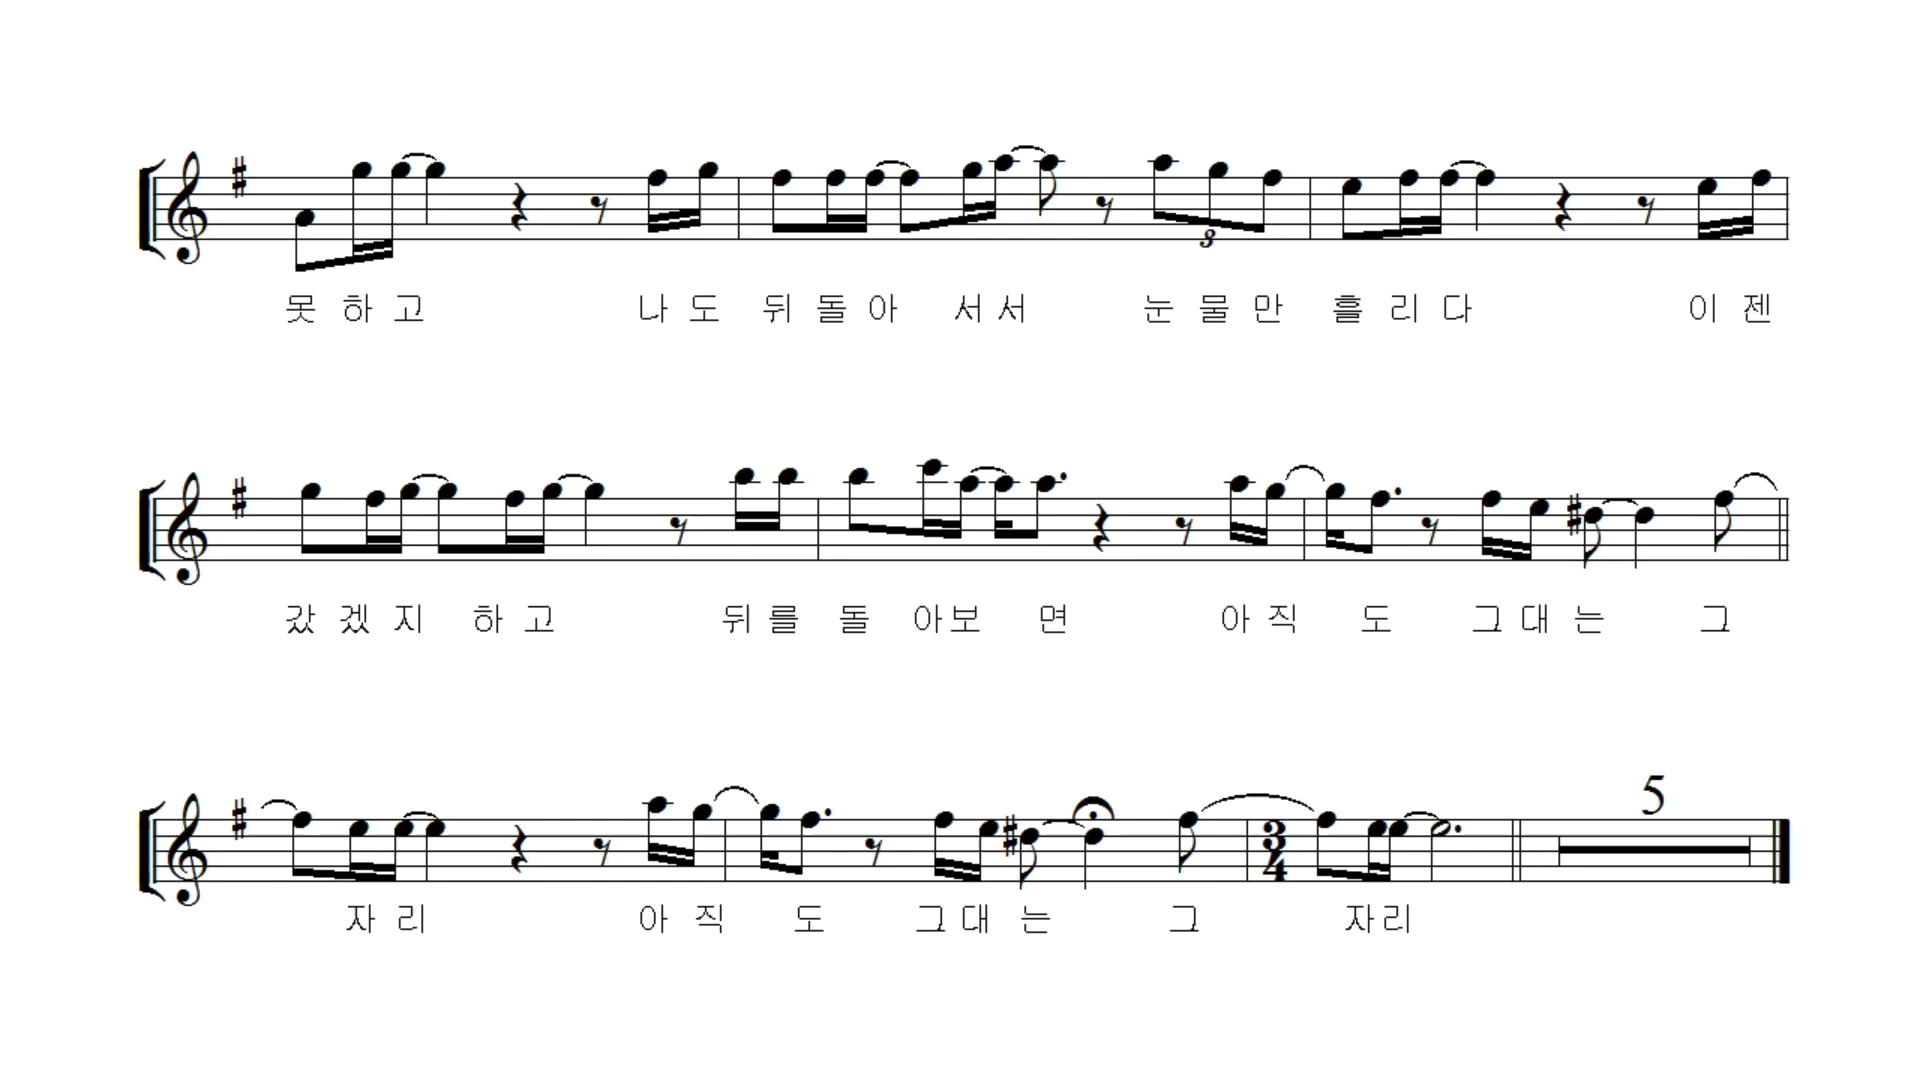 3
못 하 고 나 도 뒤 돌 아 서 서 눈 물 만 흘 리 다 이 젠
갔 겠 지 하 고 뒤 를 돌 아 보 면 아 직 도 그 대 는 그
5
3
4
자 리 아 직 도 그 대 는 그 자 리